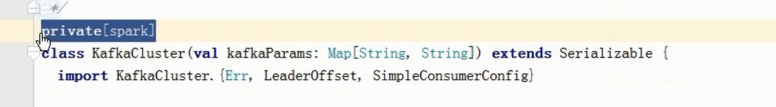 */
private[spark]
class KafkaCluster(val kafkaParams: Map[String, String]) extends Serializable {
import KafkaCluster.{Err, LeaderOffset, SimpleConsumerConfig}